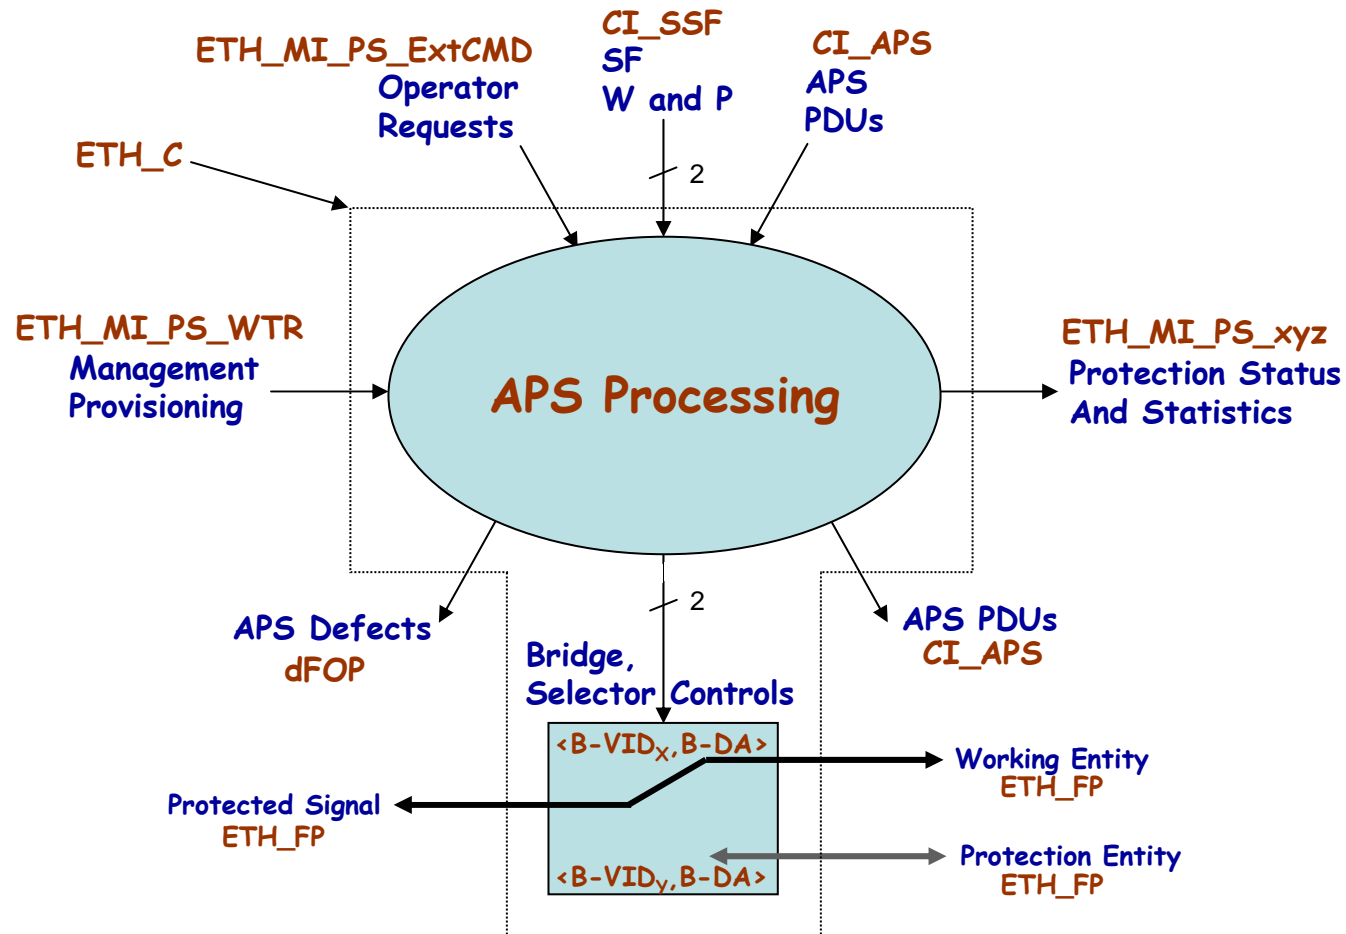 CI_SSF
SF
W and P
ETH_MI_PS_ExtCMD
Operator
Requests
CI_APS
APS
PDUs
ETH_C
2
ETH_MI_PS_WTR
Management
Provisioning
APS Processing
ETH_MI_PS_xyz
Protection Status
And Statistics
APS Defects
dFOP
2
APS PDUs
CI_APS
Bridge,
Selector Controls
<B-VIDX,B-DA>
Working Entity
ETH_FP
Protected Signal
ETH_FP
<B-VIDY,B-DA>
Protection Entity
ETH_FP